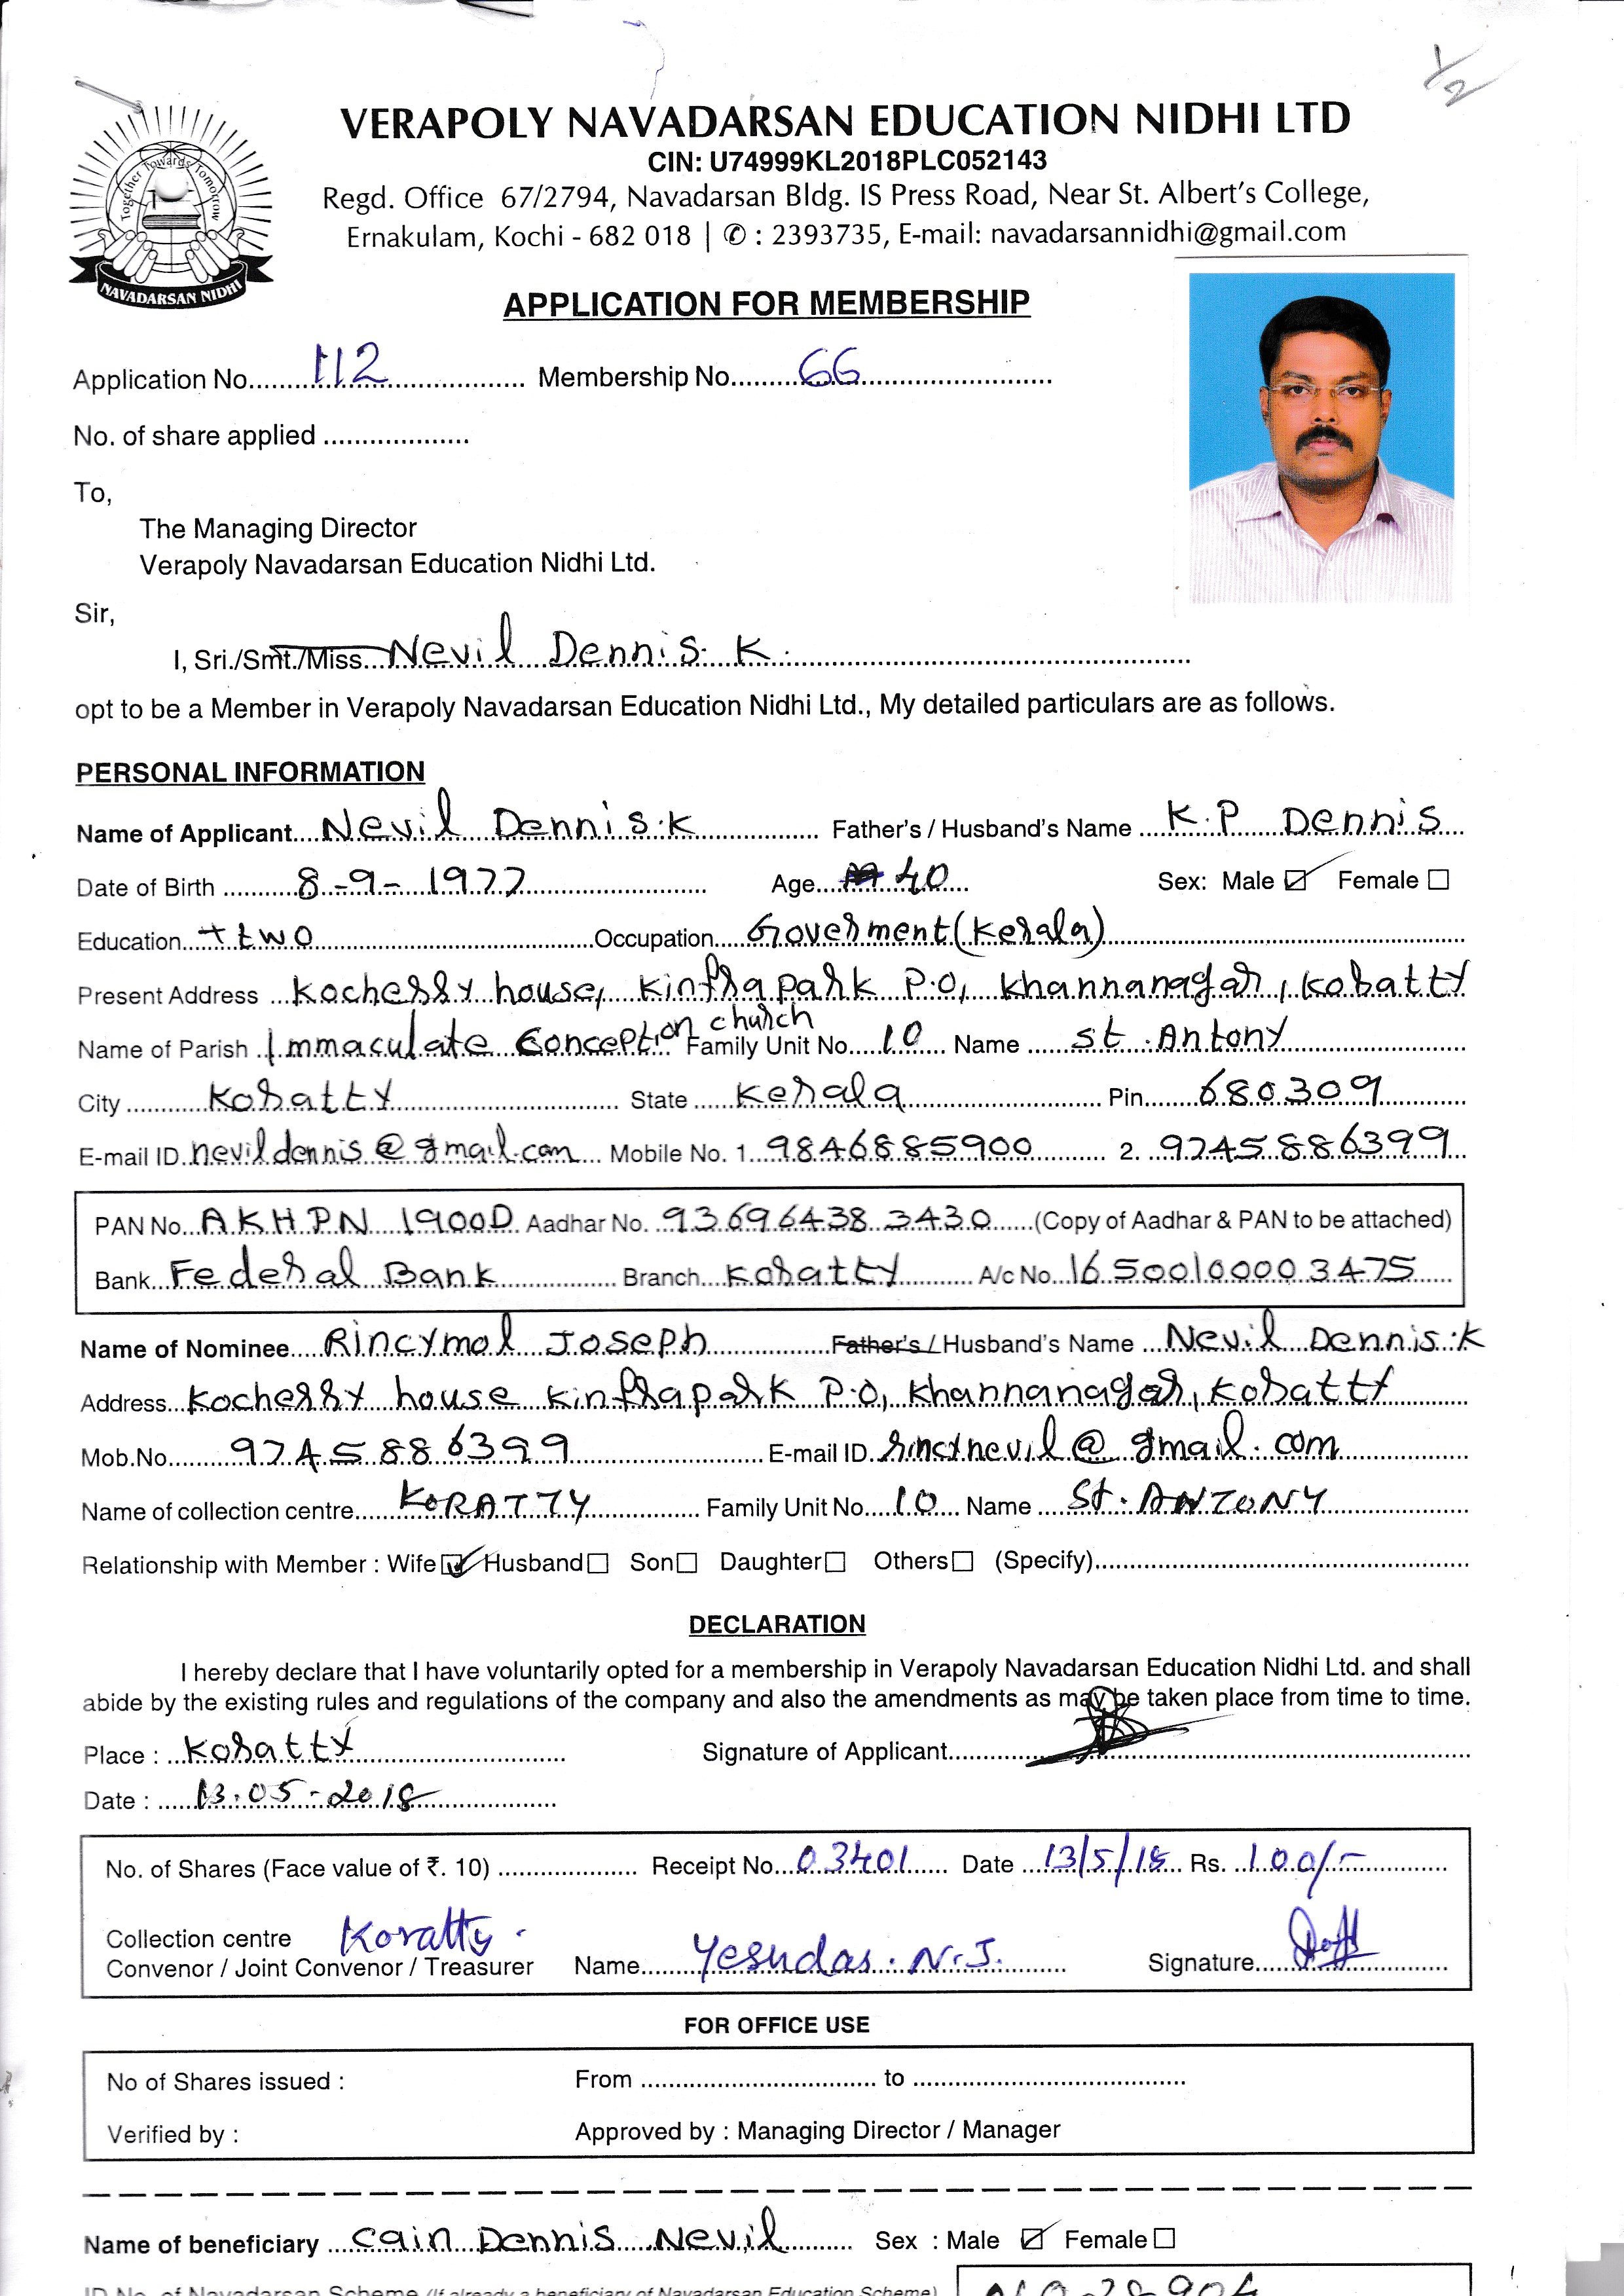 1/2
Together Towards Tomorrow
NAVADARSAN NIDHI
VERAPOLY NAVADARSAN EDUCATION NIDHI LTD
CIN: U74999KL2018PLC052143
Regd. Office 67/2794, Navadarsan Bldg. IS Press Road, Near St. Albert's College,
Ernakulam, Kochi - 682 018 | ✆ : 2393735, E-mail: navadarsannidhi@gmail.com
APPLICATION FOR MEMBERSHIP
Application No. 112 Membership No. 66
No. of share applied
To,
The Managing Director
Verapoly Navadarsan Education Nidhi Ltd.
Sir,
I, Sri./Smt./Miss. Nevil Dennis. K.
opt to be a Member in Verapoly Navadarsan Education Nidhi Ltd., My detailed particulars are as follows.
PERSONAL INFORMATION
Name of Applicant Nevil Dennis.K Father's / Husband's Name K.P Dennis
Date of Birth 8-9-1977 Age 40 Sex: Male ☑ Female ☐
Education + two Occupation Goverment (Kerala)
Present Address Kocherry house, Kinfrapark P.O, Khannanagar, Koratty
Name of Parish Immaculate Conception church Family Unit No. 10 Name St. Antony
City Koratty State Kerala Pin 680309
E-mail ID nevildennis@gmail.com Mobile No. 1. 9846885900 2. 9745886399
PAN No. AKHPN 1900D Aadhar No. 9369 6438 3430 (Copy of Aadhar & PAN to be attached)
Bank Federal Bank Branch Koratty A/c No. 16500100003475
Name of Nominee Rincymol Joseph Father's / Husband's Name Nevil Dennis.K
Address Kocherry house Kinfrapark P.O, Khannanagar, Koratty
Mob.No. 9745886399 E-mail ID rincynevil@gmail.com
Name of collection centre KORATTY Family Unit No. 10 Name St. ANTONY
Relationship with Member : Wife ☑ Husband ☐ Son ☐ Daughter ☐ Others ☐ (Specify)
DECLARATION
I hereby declare that I have voluntarily opted for a membership in Verapoly Navadarsan Education Nidhi Ltd. and shall
abide by the existing rules and regulations of the company and also the amendments as may be taken place from time to time.
Place : Koratty Signature of Applicant
Date : 13.05-2018
No. of Shares (Face value of ₹. 10) Receipt No. 03401 Date 13/5/18 Rs. 100/-
Collection centre Koratty.
Convenor / Joint Convenor / Treasurer Name Yesudas. N.J. Signature
FOR OFFICE USE
No of Shares issued : From to
Verified by : Approved by : Managing Director / Manager
Name of beneficiary Cain Dennis Nevil Sex : Male ☑ Female ☐
ID No. of Navadarsan Scheme (If already a beneficiary of Navadarsan Education Scheme)